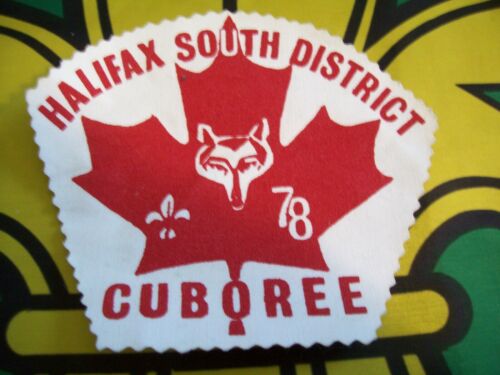 HALIFAX SOUTH DISTRICT
78
CUBOREE